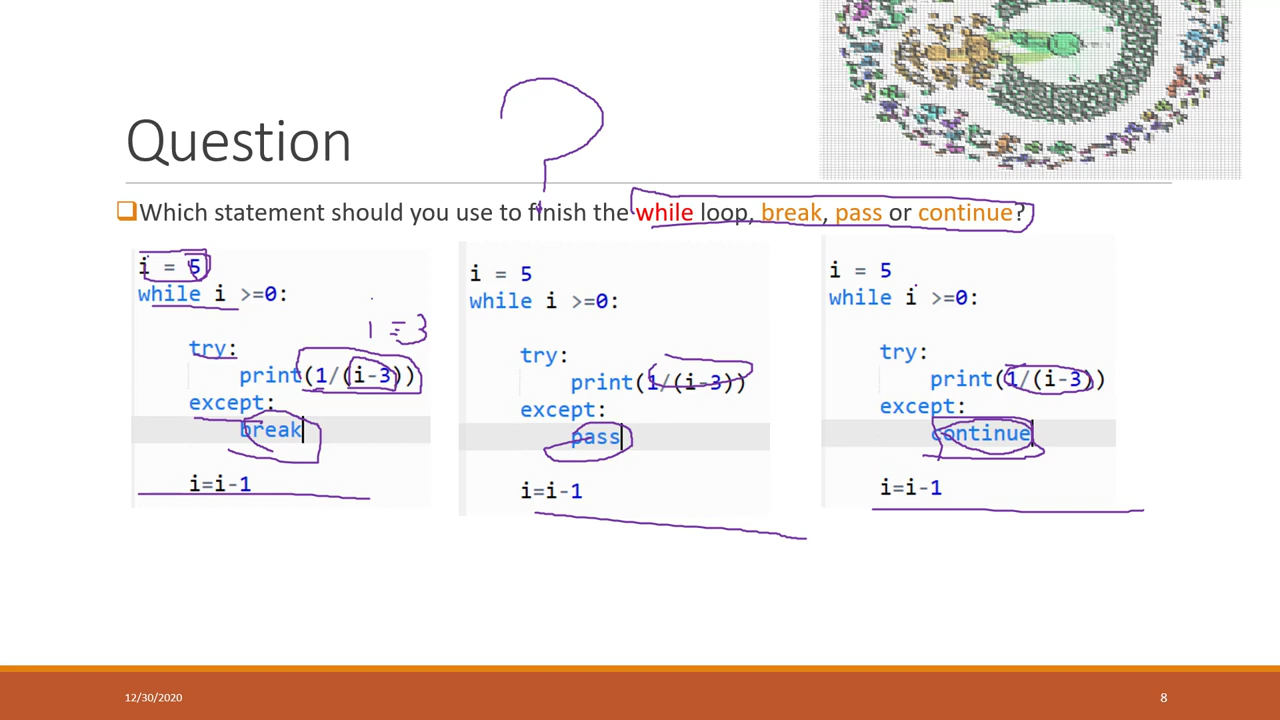 Question
Which statement should you use to finish the while loop, break, pass or continue?
i = 5
while i >=0:
try:
print(1/(i-3))
except:
break
i=i-1
i = 3
i = 5
while i >=0:
try:
print(1/(i-3))
except:
pass
i=i-1
i = 5
while i >=0:
try:
print(1/(i-3))
except:
continue
i=i-1
?
12/30/2020
8